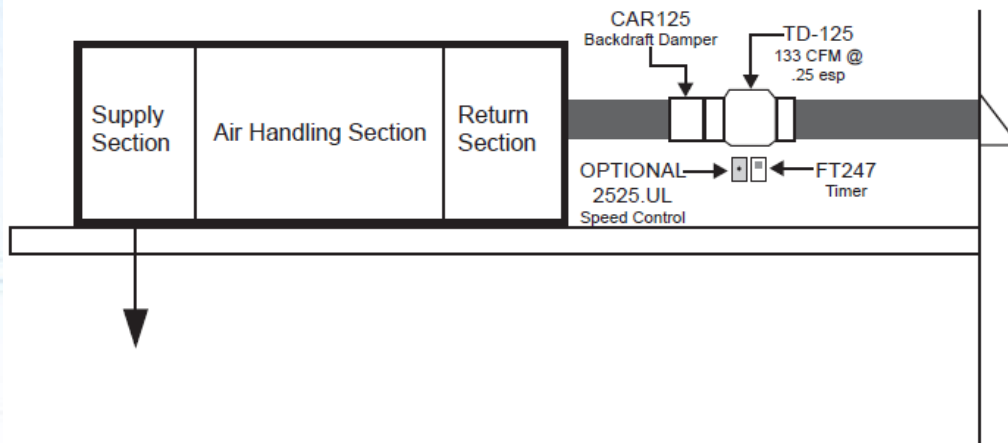 CAR125
Backdraft Damper
TD-125
133 CFM @
.25 esp
Supply
Section
Air Handling Section
Return
Section
OPTIONAL
2525.UL
Speed Control
FT247
Timer